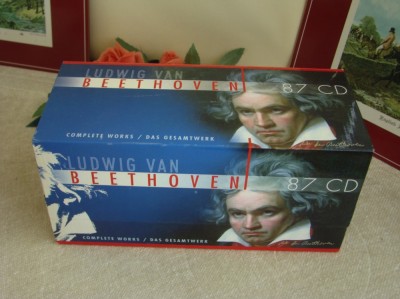 LUDWIG VAN
BEETHOVEN
87 CD
COMPLETE WORKS / DAS GESAMTWERK
LUDWIG VAN
BEETHOVEN
87 CD
COMPLETE WORKS / DAS GESAMTWERK